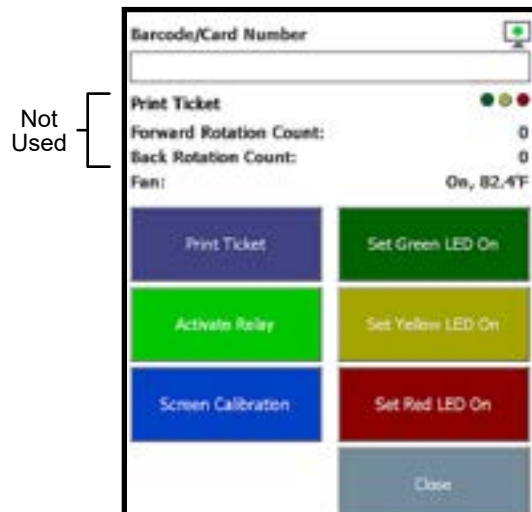 Barcode/Card Number
Not
Used
Print Ticket
Forward Rotation Count: 0
Back Rotation Count: 0
Fan: On, 82.4°F
Print Ticket
Set Green LED On
Activate Relay
Set Yellow LED On
Screen Calibration
Set Red LED On
Close